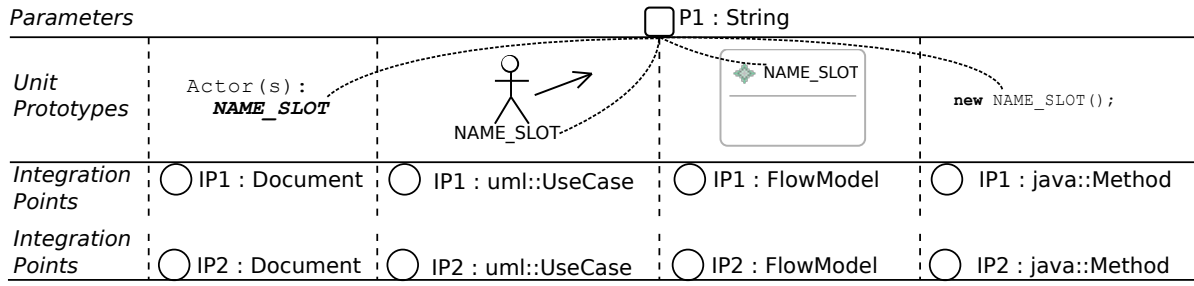 Parameters
P1 : String
Unit
Prototypes
Actor(s):
NAME_SLOT
NAME_SLOT
NAME_SLOT
new NAME_SLOT();
Integration
Points
IP1 : Document
IP1 : uml::UseCase
IP1 : FlowModel
IP1 : java::Method
Integration
Points
IP2 : Document
IP2 : uml::UseCase
IP2 : FlowModel
IP2 : java::Method